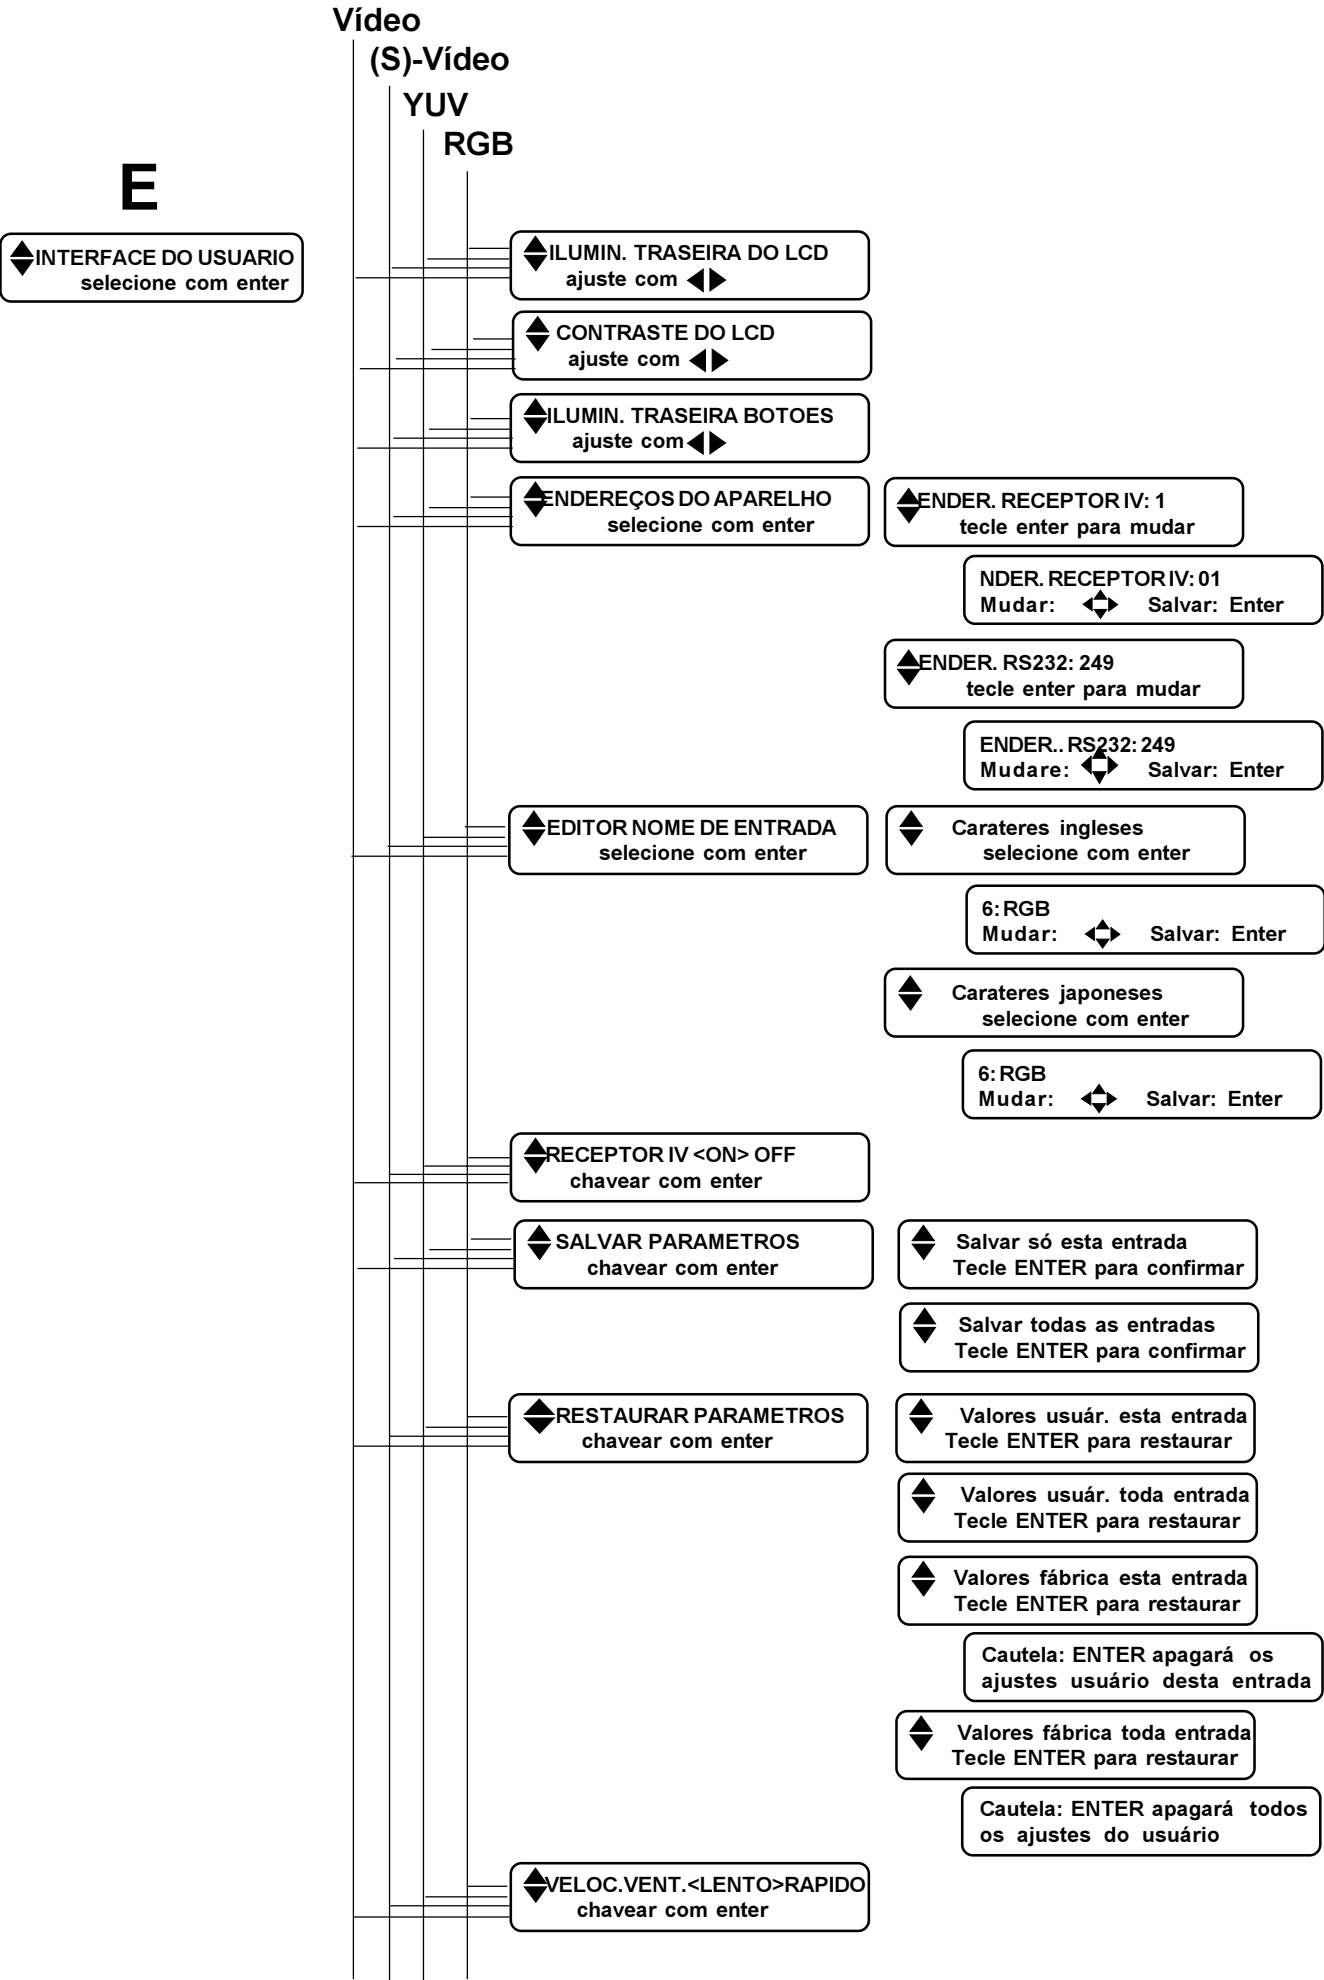 Vídeo
(S)-Vídeo
YUV
RGB
E
INTERFACE DO USUARIO
selecione com enter
ILUMIN. TRASEIRA DO LCD
ajuste com
CONTRASTE DO LCD
ajuste com
ILUMIN. TRASEIRA BOTOES
ajuste com
ENDEREÇOS DO APARELHO
selecione com enter
ENDER. RECEPTOR IV: 1
tecle enter para mudar
NDER. RECEPTOR IV: 01
Mudar: Salvar: Enter
ENDER. RS232: 249
tecle enter para mudar
ENDER.. RS232: 249
Mudare: Salvar: Enter
EDITOR NOME DE ENTRADA
selecione com enter
Carateres ingleses
selecione com enter
6: RGB
Mudar: Salvar: Enter
Carateres japoneses
selecione com enter
6: RGB
Mudar: Salvar: Enter
RECEPTOR IV <ON> OFF
chavear com enter
SALVAR PARAMETROS
chavear com enter
Salvar só esta entrada
Tecle ENTER para confirmar
Salvar todas as entradas
Tecle ENTER para confirmar
RESTAURAR PARAMETROS
chavear com enter
Valores usuár. esta entrada
Tecle ENTER para restaurar
Valores usuár. toda entrada
Tecle ENTER para restaurar
Valores fábrica esta entrada
Tecle ENTER para restaurar
Cautela: ENTER apagará os
ajustes usuário desta entrada
Valores fábrica toda entrada
Tecle ENTER para restaurar
Cautela: ENTER apagará todos
os ajustes do usuário
VELOC.VENT.<LENTO>RAPIDO
chavear com enter